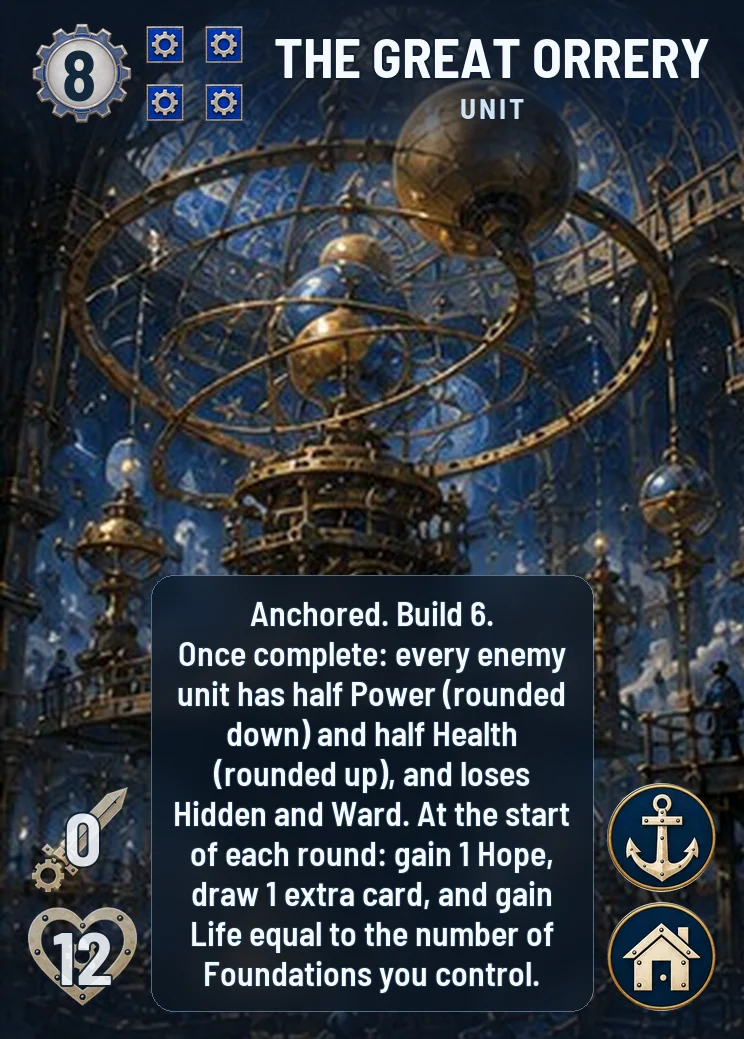 8
THE GREAT ORRERY
UNIT
Anchored. Build 6.
Once complete: every enemy
unit has half Power (rounded
down) and half Health
(rounded up), and loses
Hidden and Ward. At the start
of each round: gain 1 Hope,
draw 1 extra card, and gain
Life equal to the number of
Foundations you control.
0
12